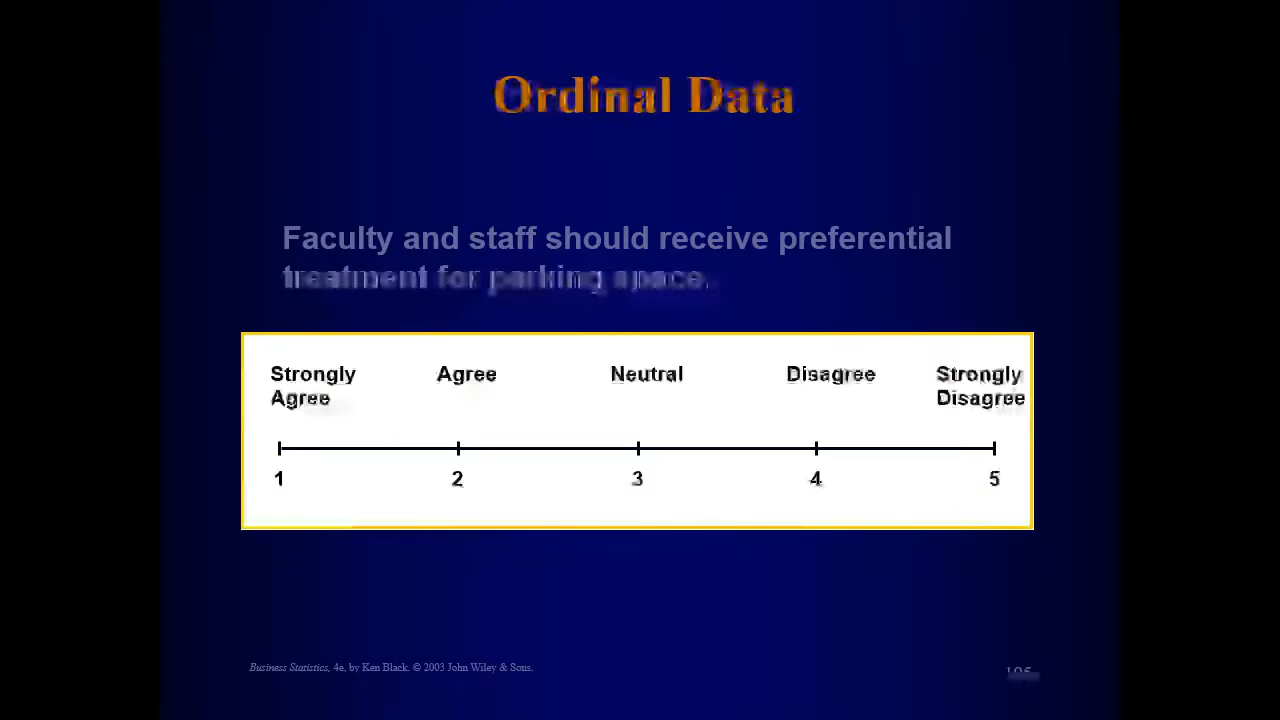 Ordinal Data
Faculty and staff should receive preferential
treatment for parking space.
Strongly Agree Neutral Disagree Strongly
Agree Disagree
1 2 3 4 5
Business Statistics, 4e, by Ken Black. © 2003 John Wiley & Sons.